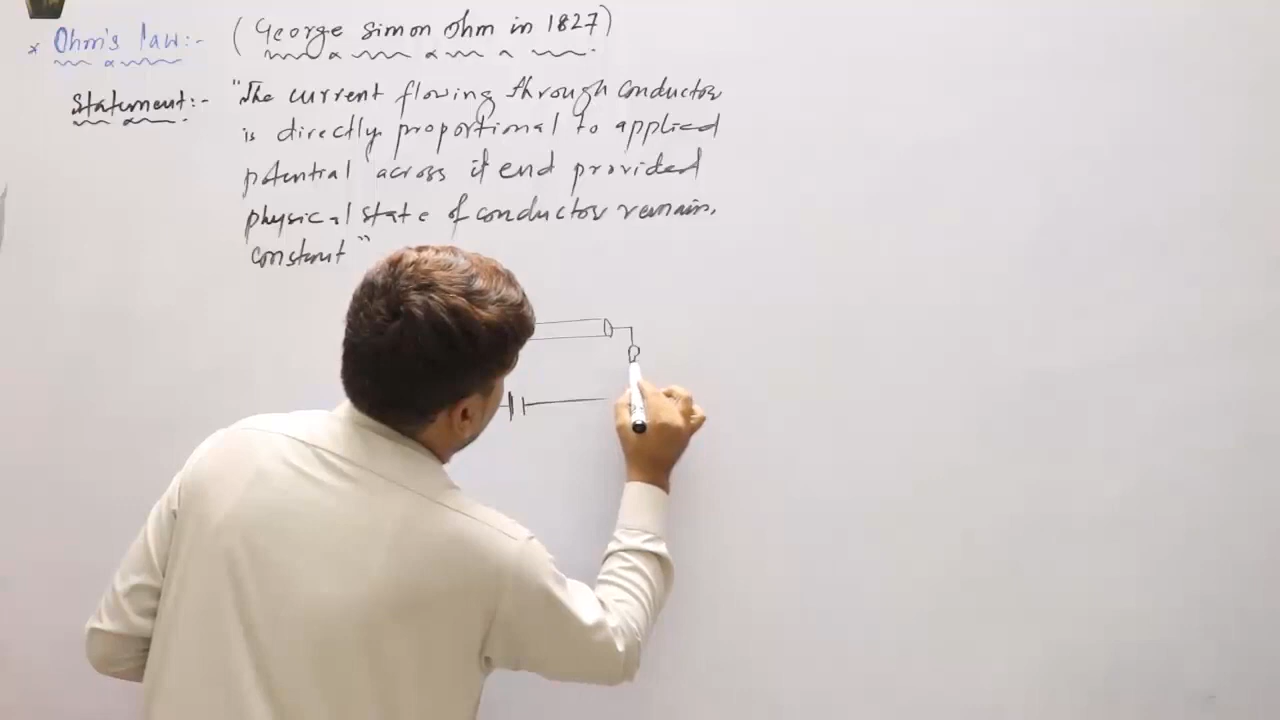 * Ohm's law:- (George Simon Ohm in 1827)
Statement:- "The current flowing through conductor
is directly proportional to applied
potential across it end provided
physical state of conductor remain.
constant"